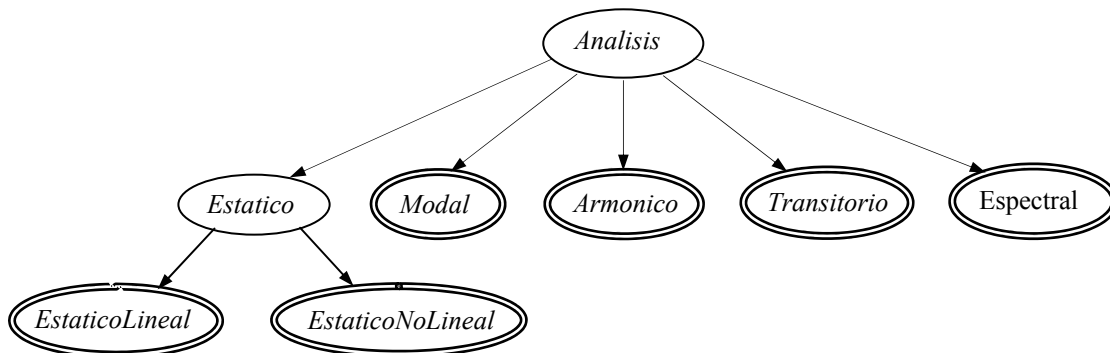 Analisis
Estatico
Modal
Armonico
Transitorio
Espectral
EstaticoLineal
EstaticoNoLineal